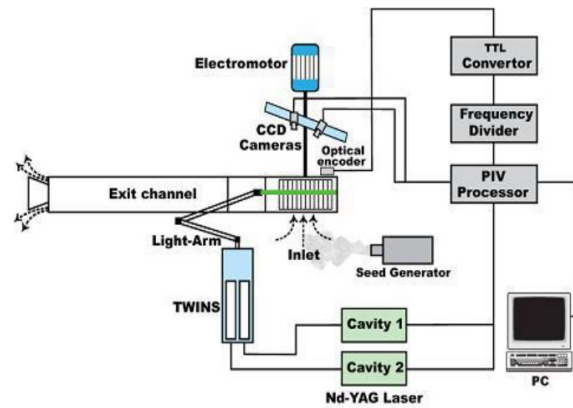 TTL
Convertor
Electromotor
CCD
Cameras
Frequency
Divider
Optical
encoder
PIV
Processor
Exit channel
Light-Arm
Inlet
Seed Generator
TWINS
Cavity 1
Cavity 2
PC
Nd-YAG Laser